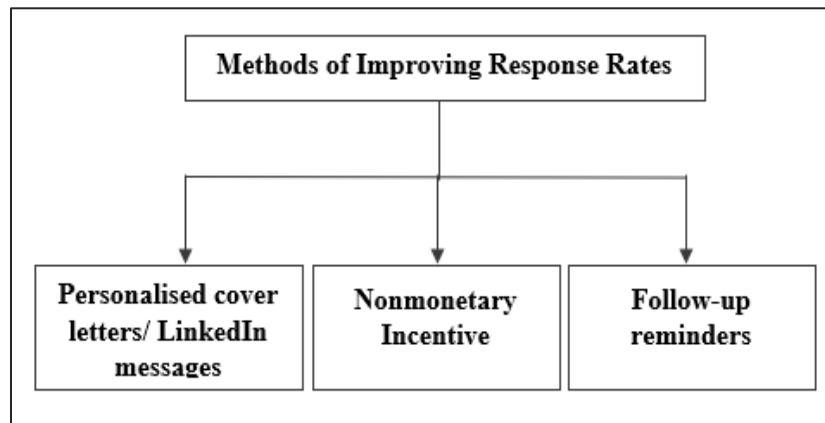 Methods of Improving Response Rates
Personalised cover
letters/ LinkedIn
messages
Nonmonetary
Incentive
Follow-up
reminders